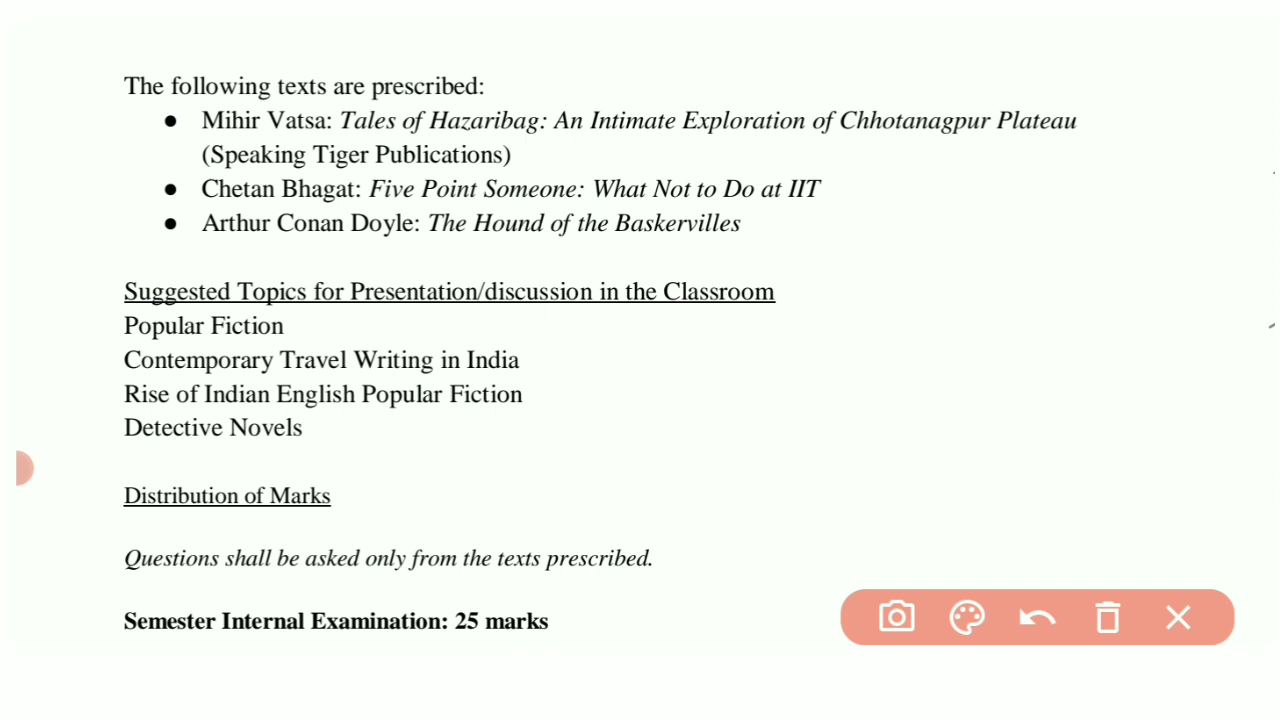 The following texts are prescribed:
● Mihir Vatsa: Tales of Hazaribag: An Intimate Exploration of Chhotanagpur Plateau
(Speaking Tiger Publications)
● Chetan Bhagat: Five Point Someone: What Not to Do at IIT
● Arthur Conan Doyle: The Hound of the Baskervilles
Suggested Topics for Presentation/discussion in the Classroom
Popular Fiction
Contemporary Travel Writing in India
Rise of Indian English Popular Fiction
Detective Novels
Distribution of Marks
Questions shall be asked only from the texts prescribed.
Semester Internal Examination: 25 marks